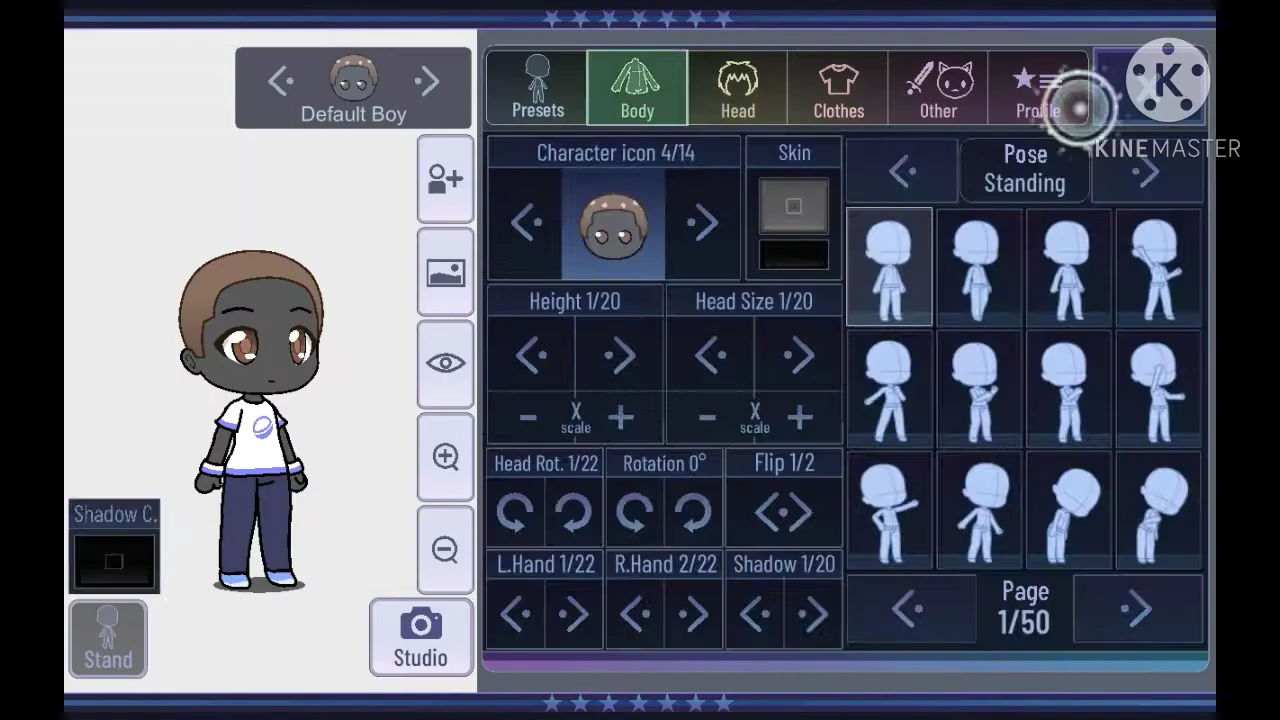 Default Boy
Presets
Body
Head
Clothes
Other
Profile
K
KINEMASTER
Character icon 4/14
Skin
Pose
Standing
Height 1/20
Head Size 1/20
X
scale
X
scale
Head Rot. 1/22
Rotation 0°
Flip 1/2
L.Hand 1/22
R.Hand 2/22
Shadow 1/20
Page
1/50
Shadow C.
Stand
Studio